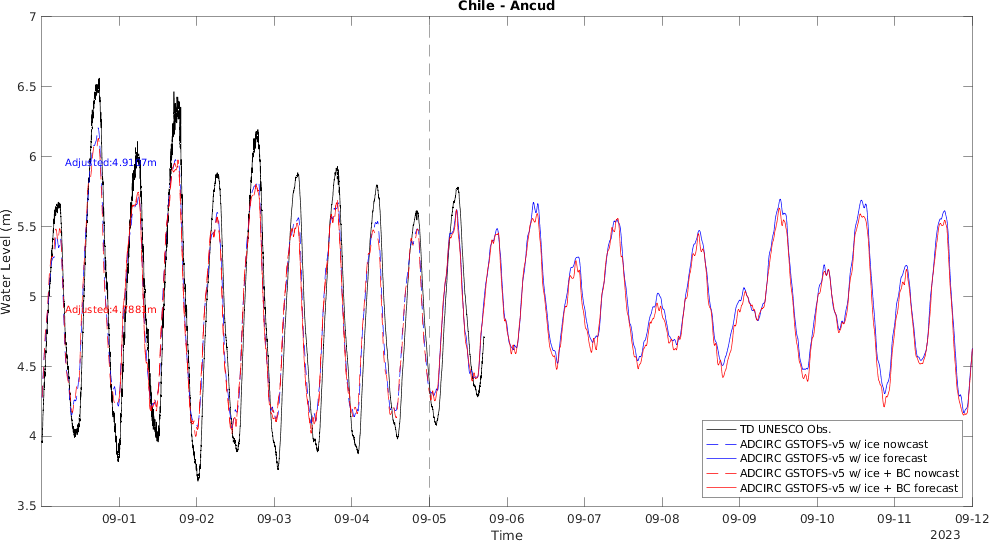 Chile - Ancud
7
6.5
6
5.5
5
4.5
4
3.5
Water Level (m)
09-01
09-02
09-03
09-04
09-05
09-06
09-07
09-08
09-09
09-10
09-11
09-12
2023
Time
TD UNESCO Obs.
ADCIRC GSTOFS-v5 w/ ice nowcast
ADCIRC GSTOFS-v5 w/ ice forecast
ADCIRC GSTOFS-v5 w/ ice + BC nowcast
ADCIRC GSTOFS-v5 w/ ice + BC forecast